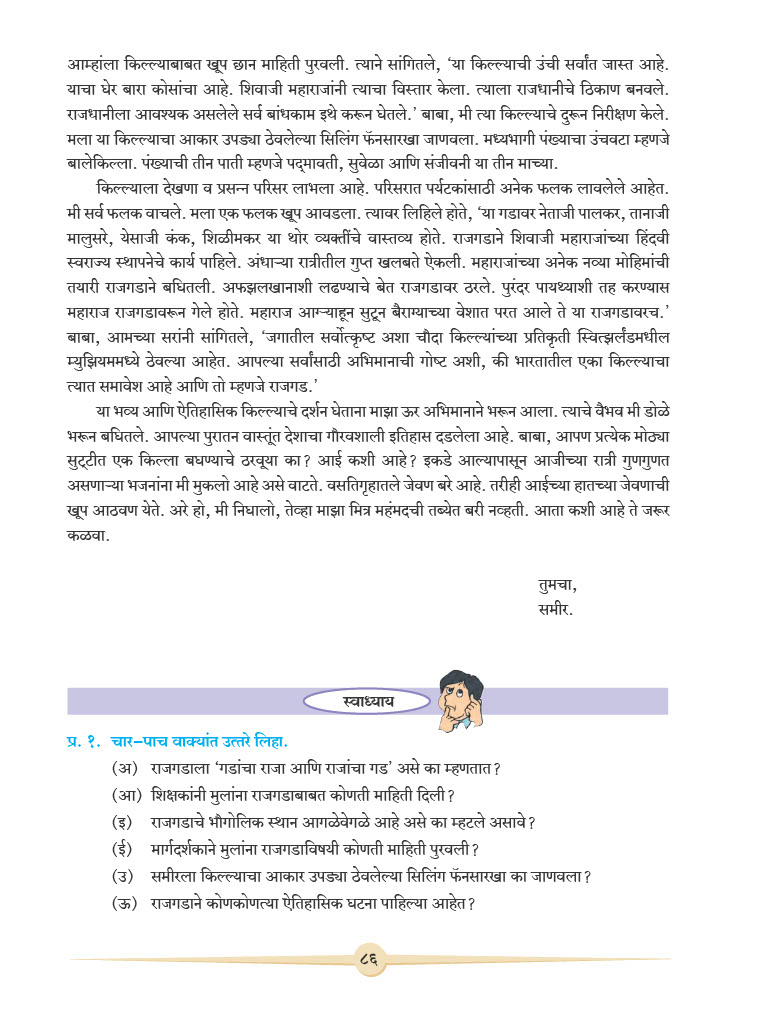 आम्हांला किल्ल्याबाबत खूप छान माहिती पुरवली. त्याने सांगितले, ‘या किल्ल्याची उंची सर्वांत जास्त आहे.
याचा घेर बारा कोसांचा आहे. शिवाजी महाराजांनी त्याचा विस्तार केला. त्याला राजधानीचे ठिकाण बनवले.
राजधानीला आवश्यक असलेले सर्व बांधकाम इथे करून घेतले.’ बाबा, मी त्या किल्ल्याचे दुरून निरीक्षण केले.
मला या किल्ल्याचा आकार उपड्या ठेवलेल्या सिलिंग फॅनसारखा जाणवला. मध्यभागी पंख्याचा उंचवटा म्हणजे
बालेकिल्ला. पंख्याची तीन पाती म्हणजे पद्‌मावती, सुवेळा आणि संजीवनी या तीन माच्या.
किल्ल्याला देखणा व प्रसन्न परिसर लाभला आहे. परिसरात पर्यटकांसाठी अनेक फलक लावलेले आहेत.
मी सर्व फलक वाचले. मला एक फलक खूप आवडला. त्यावर लिहिले होते, ‘या गडावर नेताजी पालकर, तानाजी
मालुसरे, येसाजी कंक, शिळीमकर या थोर व्यक्तींचे वास्तव्य होते. राजगडाने शिवाजी महाराजांच्या हिंदवी
स्वराज्य स्थापनेचे कार्य पाहिले. अंधाऱ्या रात्रीतील गुप्त खलबते ऐकली. महाराजांच्या अनेक नव्या मोहिमांची
तयारी राजगडाने बघितली. अफझलखानाशी लढण्याचे बेत राजगडावर ठरले. पुरंदर पायथ्याशी तह करण्यास
महाराज राजगडावरून गेले होते. महाराज आग्ऱ्याहून सुटून बैराग्याच्या वेशात परत आले ते या राजगडावरच.’
बाबा, आमच्या सरांनी सांगितले, ‘जगातील सर्वोत्कृष्ट अशा चौदा किल्ल्यांच्या प्रतिकृती स्वित्झर्लंडमधील
म्युझियममध्ये ठेवल्या आहेत. आपल्या सर्वांसाठी अभिमानाची गोष्ट अशी, की भारतातील एका किल्ल्याचा
त्यात समावेश आहे आणि तो म्हणजे राजगड.’
या भव्य आणि ऐतिहासिक किल्ल्याचे दर्शन घेताना माझा ऊर अभिमानाने भरून आला. त्याचे वैभव मी डोळे
भरून बघितले. आपल्या पुरातन वास्तूंत देशाचा गौरवशाली इतिहास दडलेला आहे. बाबा, आपण प्रत्येक मोठ्या
सुट्‌टीत एक किल्ला बघण्याचे ठरवूया का? आई कशी आहे? इकडे आल्यापासून आजीच्या रात्री गुणगुणत
असणाऱ्या भजनांना मी मुकलो आहे असे वाटते. वसतिगृहातले जेवण बरे आहे. तरीही आईच्या हातच्या जेवणाची
खूप आठवण येते. अरे हो, मी निघालो, तेव्हा माझा मित्र महंमदची तब्येत बरी नव्हती. आता कशी आहे ते जरूर
कळवा.
तुमचा,
समीर.
स्वाध्याय
प्र. १. चार-पाच वाक्यांत उत्तरे लिहा.
(अ) राजगडाला ‘गडांचा राजा आणि राजांचा गड’ असे का म्हणतात?
(आ) शिक्षकांनी मुलांना राजगडाबाबत कोणती माहिती दिली?
(इ) राजगडाचे भौगोलिक स्थान आगळेवेगळे आहे असे का म्हटले असावे?
(ई) मार्गदर्शकाने मुलांना राजगडाविषयी कोणती माहिती पुरवली?
(उ) समीरला किल्ल्याचा आकार उपड्या ठेवलेल्या सिलिंग फॅनसारखा का जाणवला?
(ऊ) राजगडाने कोणकोणत्या ऐतिहासिक घटना पाहिल्या आहेत?
८६